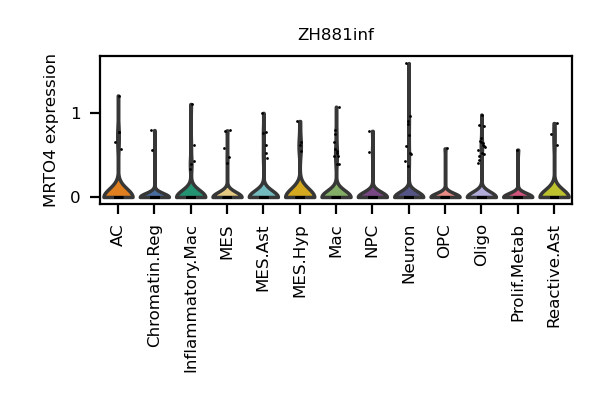 ZH881inf
MRTO4 expression
1
0
AC
Chromatin.Reg
Inflammatory.Mac
MES
MES.Ast
MES.Hyp
Mac
NPC
Neuron
OPC
Oligo
Prolif.Metab
Reactive.Ast